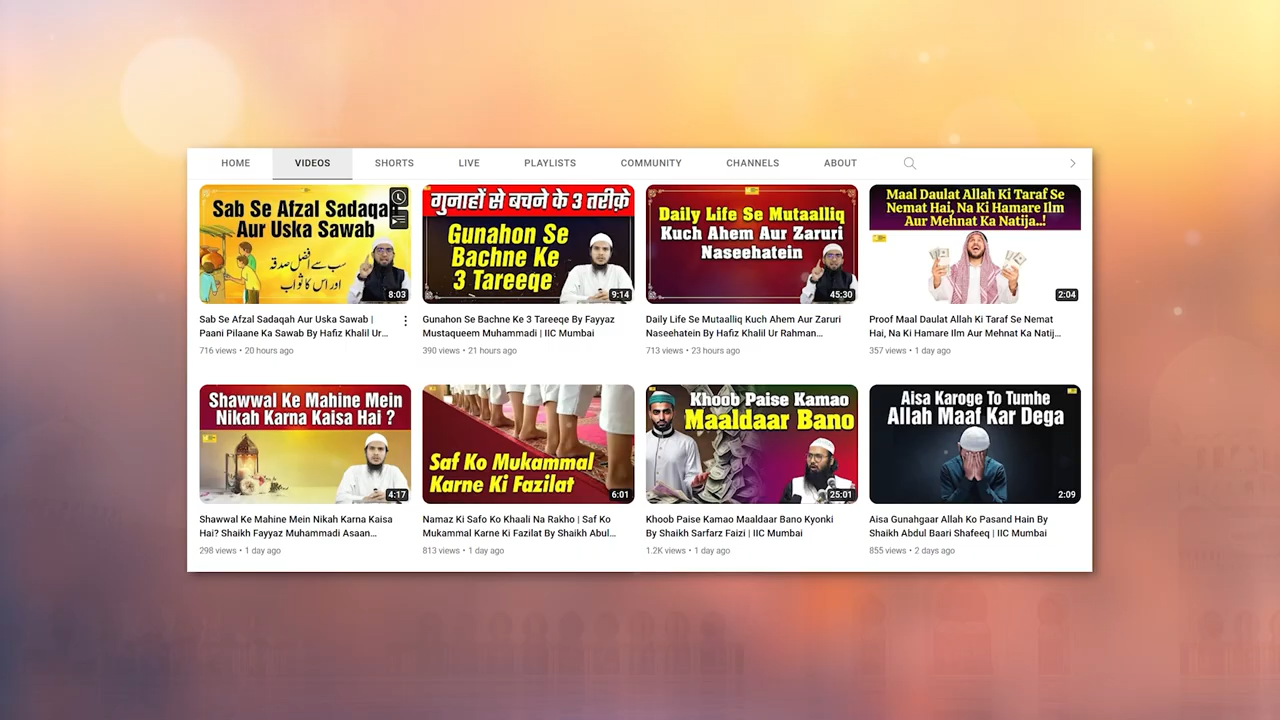 HOME VIDEOS SHORTS LIVE PLAYLISTS COMMUNITY CHANNELS ABOUT
Sab Se Afzal Sadaqa
Aur Uska Sawab
سب سے افضل صدقہ
اور اس کا ثواب
8:03
Sab Se Afzal Sadaqah Aur Uska Sawab |
Paani Pilaane Ka Sawab By Hafiz Khalil Ur...
716 views • 20 hours ago
गुनाहों से बचने के 3 तरीक़े
Gunahon Se
Bachne Ke
3 Tareeqe
9:14
Gunahon Se Bachne Ke 3 Tareeqe By Fayyaz
Mustaqueem Muhammadi | IIC Mumbai
390 views • 21 hours ago
Daily Life Se Mutaalliq
Kuch Ahem Aur Zaruri
Naseehatein
45:30
Daily Life Se Mutaalliq Kuch Ahem Aur Zaruri
Naseehatein By Hafiz Khalil Ur Rahman...
713 views • 23 hours ago
Maal Daulat Allah Ki Taraf Se
Nemat Hai, Na Ki Hamare Ilm
Aur Mehnat Ka Natija..!
2:04
Proof Maal Daulat Allah Ki Taraf Se Nemat
Hai, Na Ki Hamare Ilm Aur Mehnat Ka Natij...
357 views • 1 day ago
Shawwal Ke Mahine Mein
Nikah Karna Kaisa Hai ?
4:17
Shawwal Ke Mahine Mein Nikah Karna Kaisa
Hai? Shaikh Fayyaz Muhammadi Asaan...
298 views • 1 day ago
Saf Ko Mukammal
Karne Ki Fazilat
6:01
Namaz Ki Safo Ko Khaali Na Rakho | Saf Ko
Mukammal Karne Ki Fazilat By Shaikh Abul...
813 views • 1 day ago
Khoob Paise Kamao
Maaldaar Bano
25:01
Khoob Paise Kamao Maaldaar Bano Kyonki
By Shaikh Sarfarz Faizi | IIC Mumbai
1.2K views • 1 day ago
Aisa Karoge To Tumhe
Allah Maaf Kar Dega
2:09
Aisa Gunahgaar Allah Ko Pasand Hain By
Shaikh Abdul Baari Shafeeq | IIC Mumbai
855 views • 2 days ago